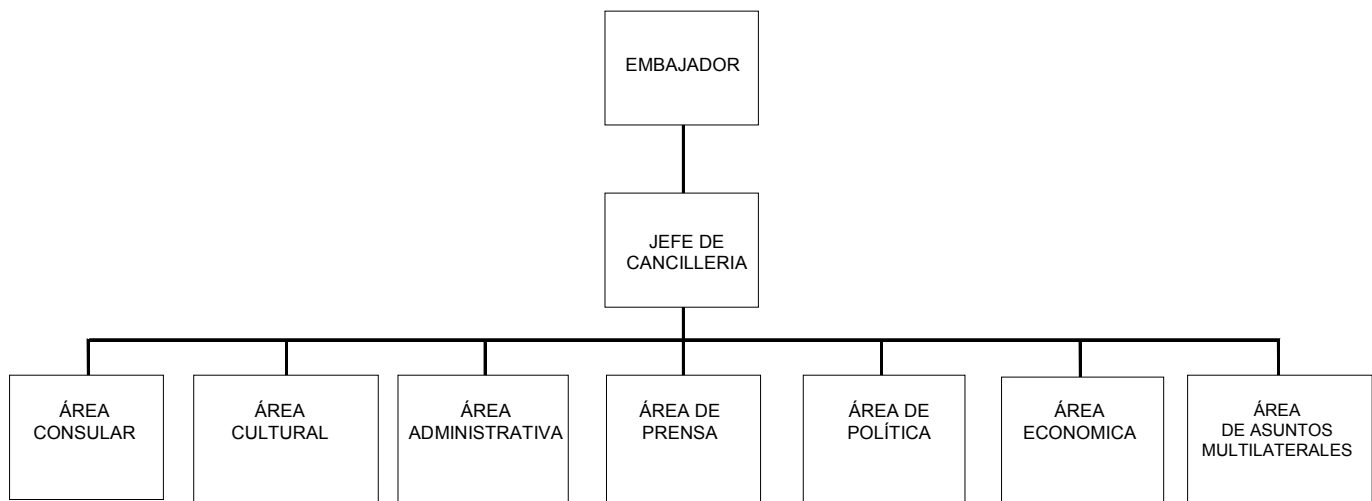 EMBAJADOR
JEFE DE
CANCILLERIA
ÁREA
CONSULAR
ÁREA
CULTURAL
ÁREA
ADMINISTRATIVA
ÁREA DE
PRENSA
ÁREA DE
POLÍTICA
ÁREA
ECONOMICA
ÁREA
DE ASUNTOS
MULTILATERALES